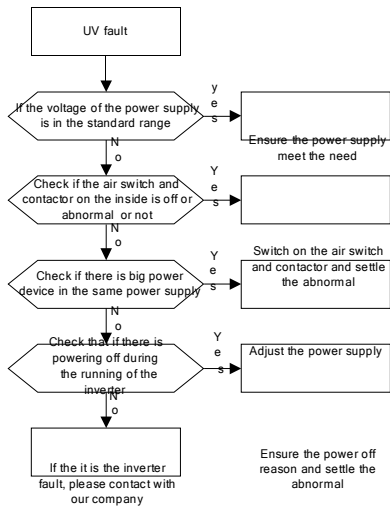 UV fault
If the voltage of the power supply
is in the standard range
yes
Ensure the power supply
meet the need
No
Check if the air switch and
contactor on the inside is off or
abnormal or not
Yes
Switch on the air switch
and contactor and settle
the abnormal
No
Check if there is big power
device in the same power supply
Yes
Adjust the power supply
No
Check that if there is
powering off during
the running of the
inverter
Yes
Ensure the power off
reason and settle the
abnormal
No
If the it is the inverter
fault, please contact with
our company